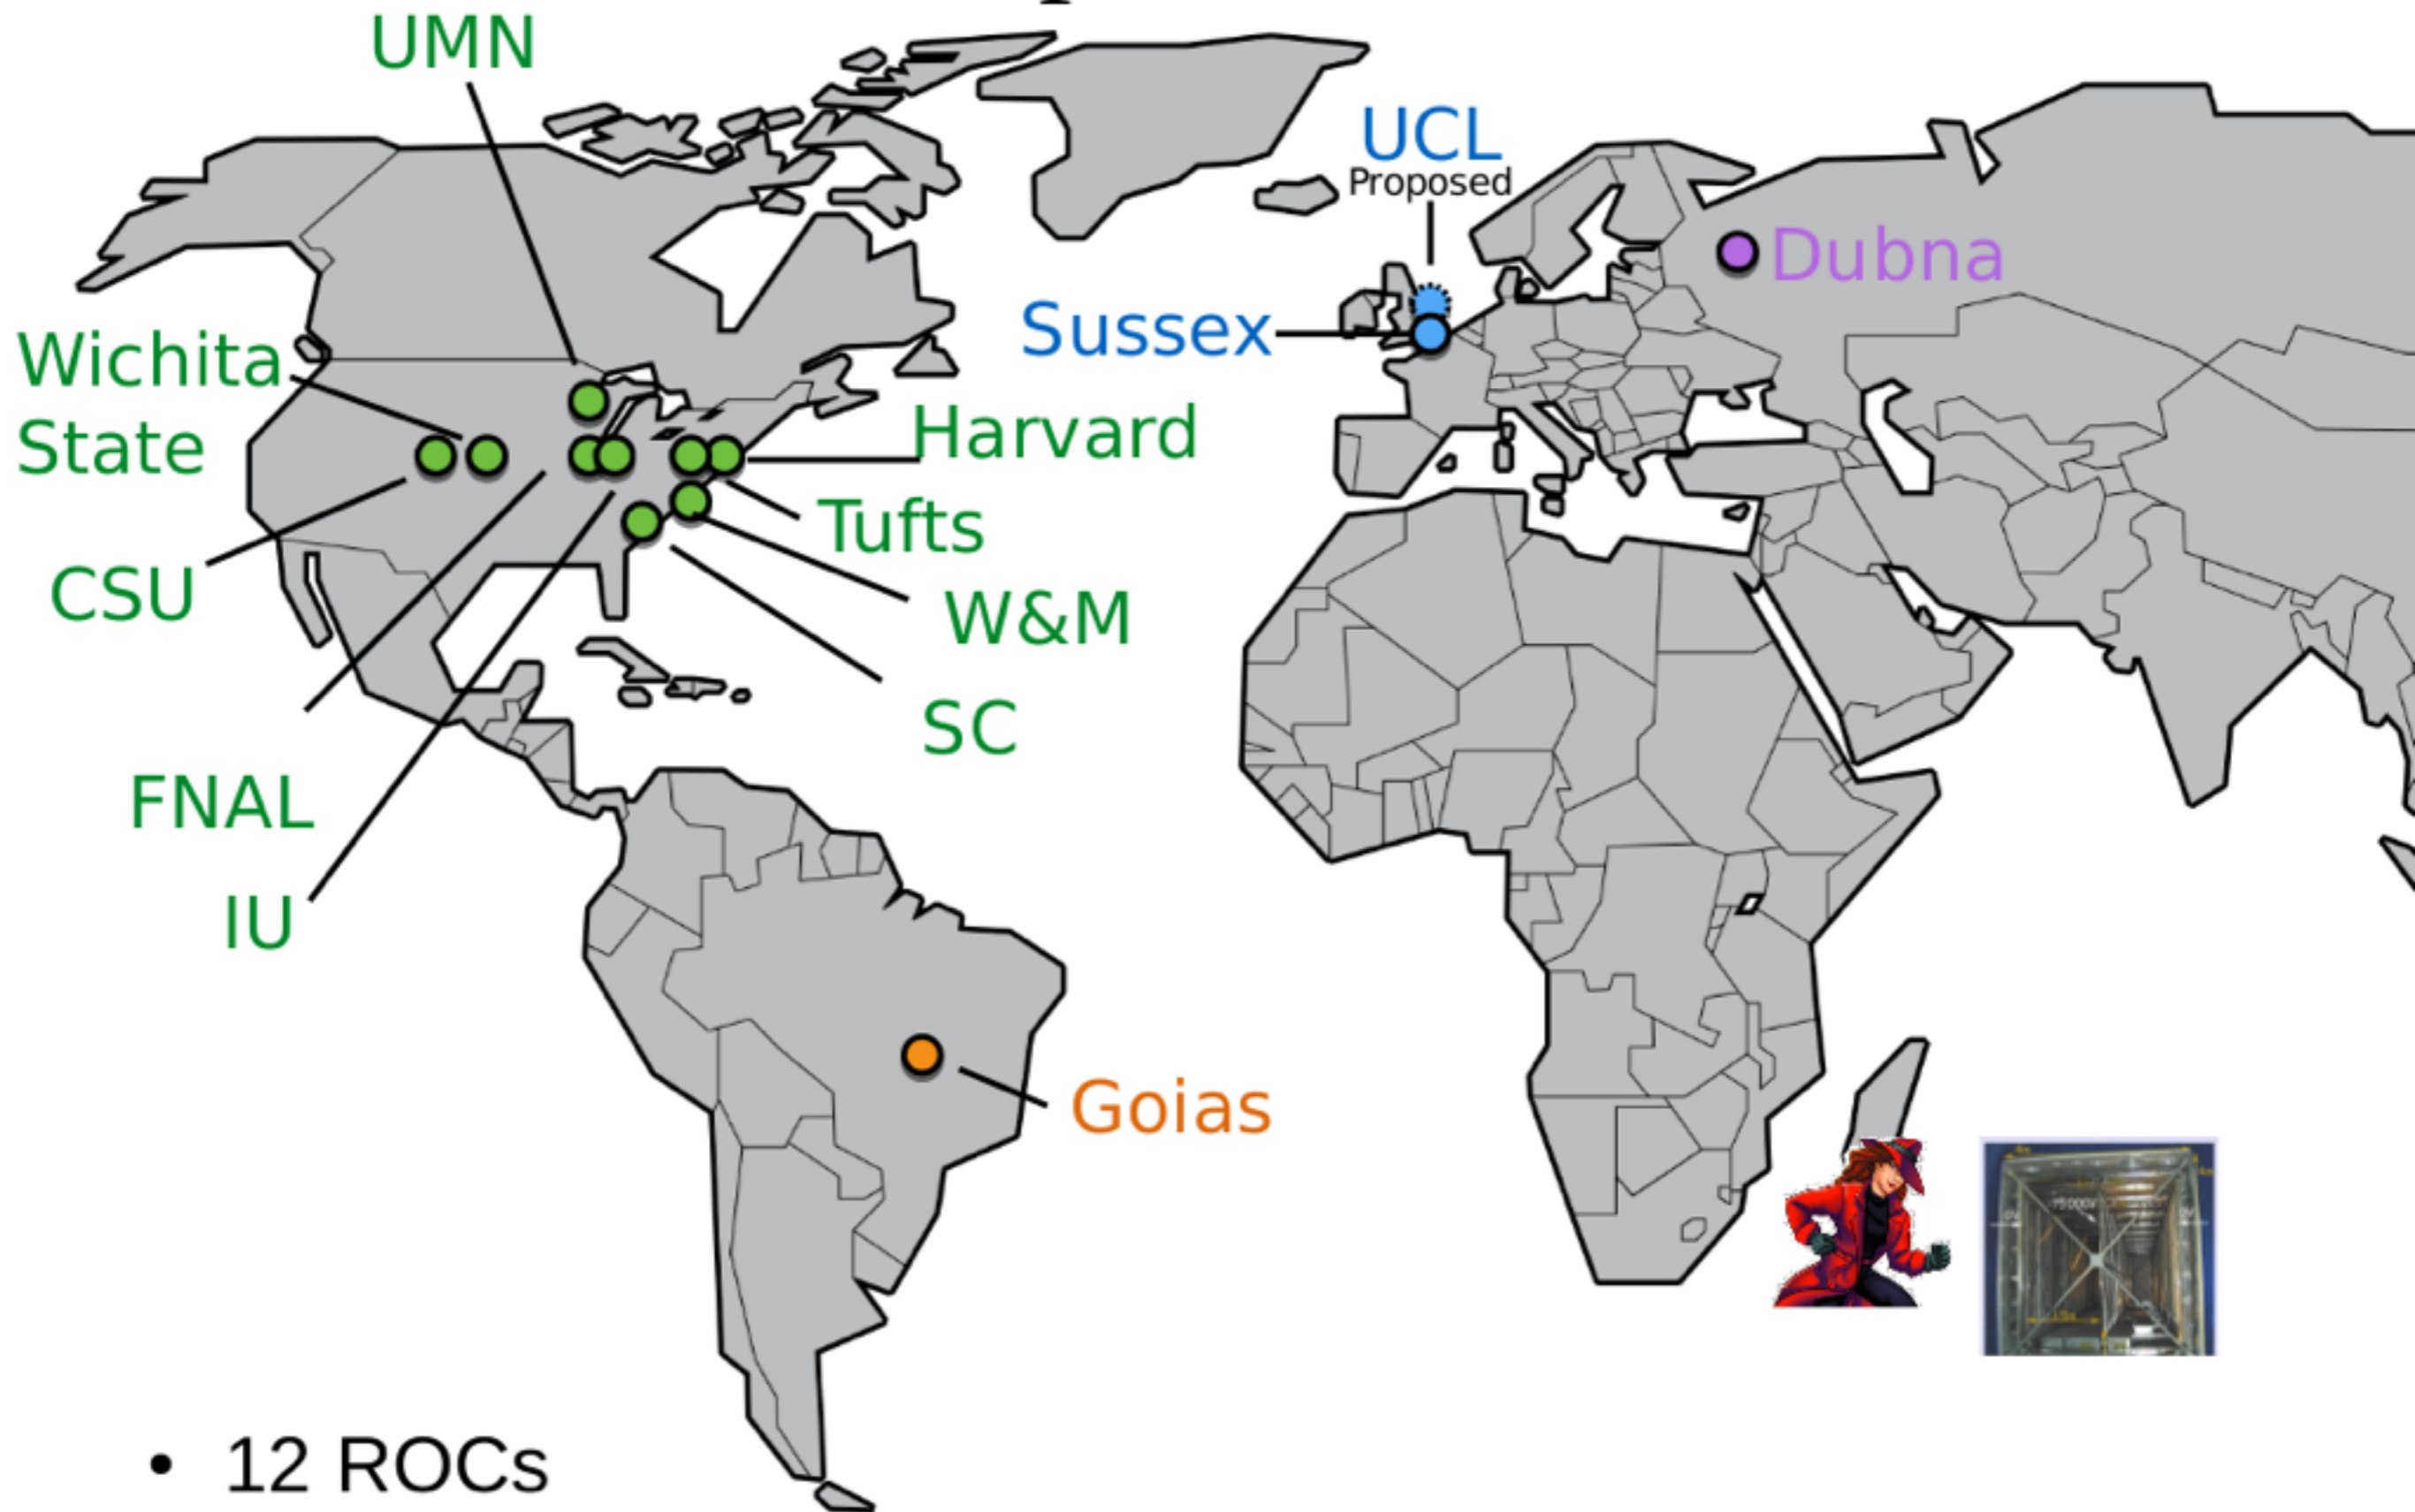 UMN
UCL
Proposed
Dubna
Sussex
Wichita
State
Harvard
Tufts
CSU
W&M
SC
FNAL
IU
Goias
• 12 ROCs